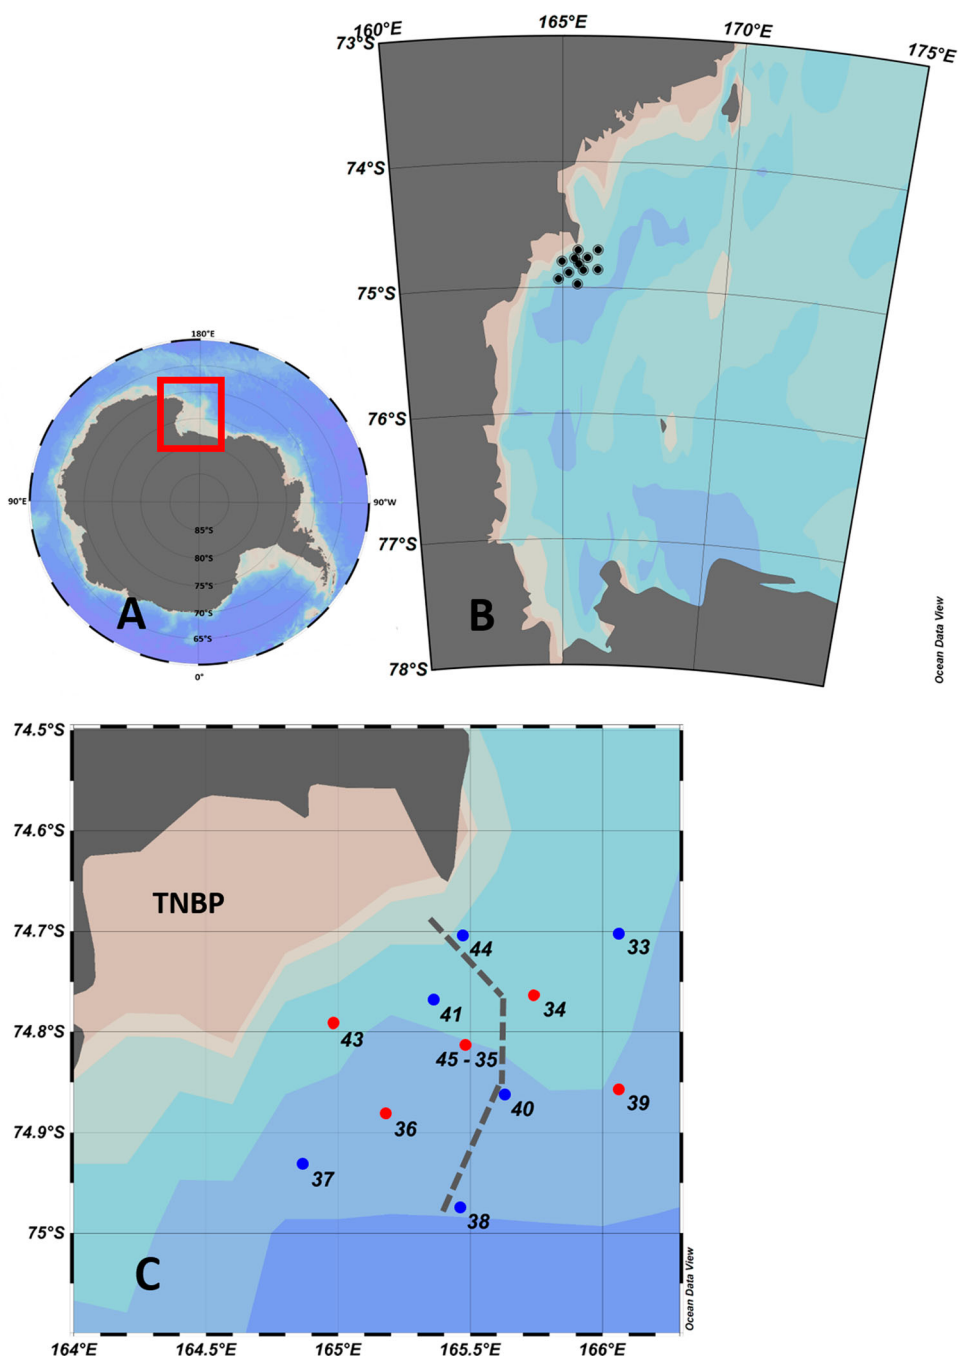 160°E
165°E
170°E
175°E
73°S
74°S
75°S
76°S
77°S
78°S
B
Ocean Data View
180°E
90°E
90°W
85°S
80°S
75°S
70°S
65°S
0°
A
74.5°S
74.6°S
74.7°S
74.8°S
74.9°S
75°S
TNBP
44
33
41
34
43
45 - 35
40
39
36
37
38
C
Ocean Data View
164°E
164.5°E
165°E
165.5°E
166°E